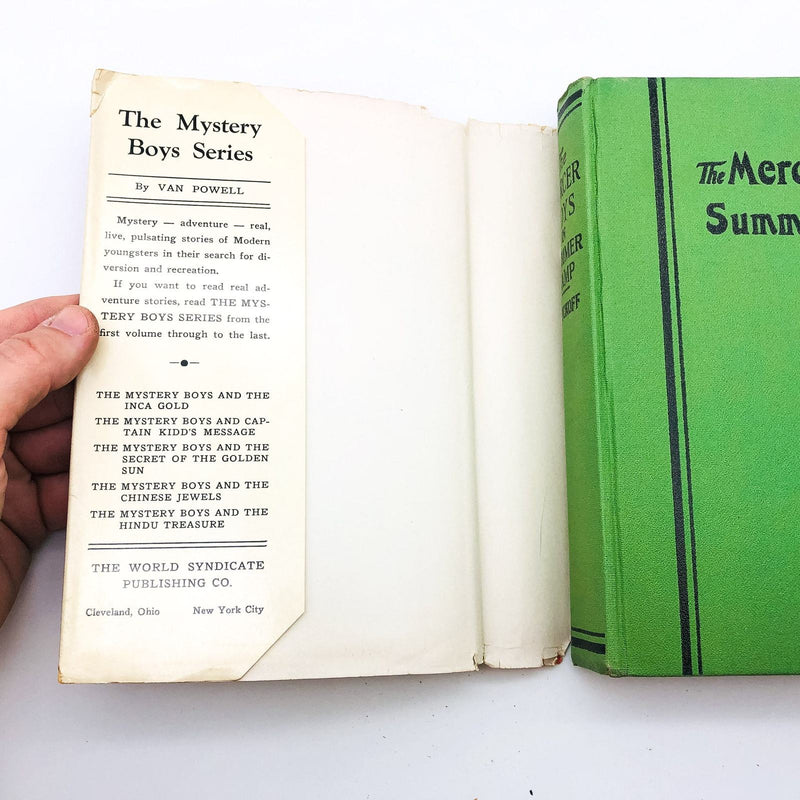 The Mystery
Boys Series
By VAN POWELL
Mystery — adventure — real,
live, pulsating stories of Modern
youngsters in their search for di-
version and recreation.
If you want to read real ad-
venture stories, read THE MYS-
TERY BOYS SERIES from the
first volume through to the last.
THE MYSTERY BOYS AND THE
INCA GOLD
THE MYSTERY BOYS AND CAP-
TAIN KIDD'S MESSAGE
THE MYSTERY BOYS AND THE
SECRET OF THE GOLDEN
SUN
THE MYSTERY BOYS AND THE
CHINESE JEWELS
THE MYSTERY BOYS AND THE
HINDU TREASURE
THE WORLD SYNDICATE
PUBLISHING CO.
Cleveland, Ohio New York City
The Merc
Summ